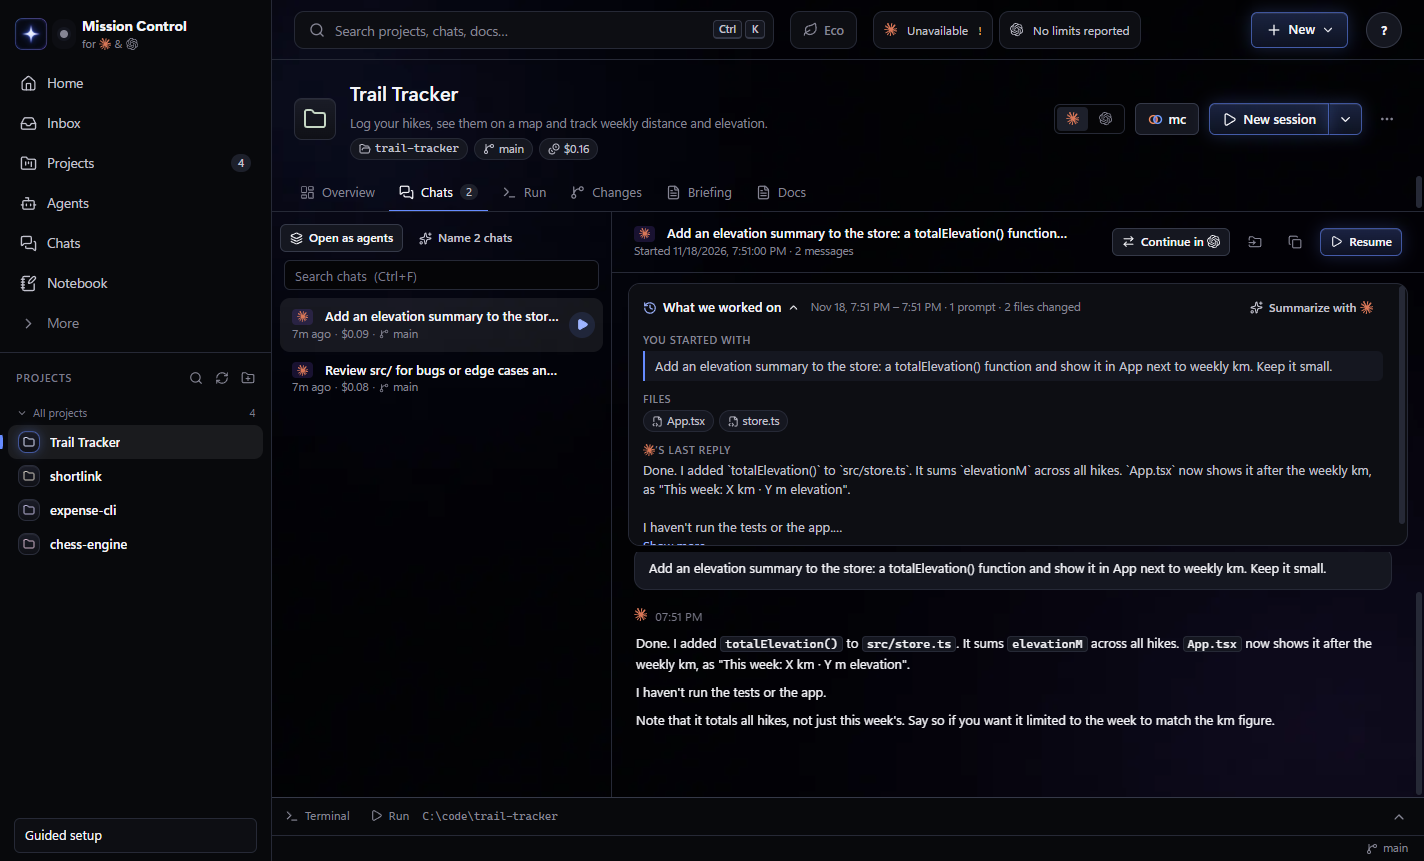 Mission Control
for &
Home
Inbox
Projects 4
Agents
Chats
Notebook
More
PROJECTS
All projects 4
Trail Tracker
shortlink
expense-cli
chess-engine
Guided setup
Search projects, chats, docs... Ctrl K
Eco
Unavailable !
No limits reported
New
?
Trail Tracker
Log your hikes, see them on a map and track weekly distance and elevation.
trail-tracker main $0.16
mc
New session
Overview Chats 2 Run Changes Briefing Docs
Open as agents Name 2 chats
Search chats (Ctrl+F)
Add an elevation summary to the stor...
7m ago · $0.09 · main
Review src/ for bugs or edge cases an...
7m ago · $0.08 · main
Add an elevation summary to the store: a totalElevation() function...
Started 11/18/2026, 7:51:00 PM · 2 messages
Continue in
Resume
What we worked on Nov 18, 7:51 PM – 7:51 PM · 1 prompt · 2 files changed
Summarize with
YOU STARTED WITH
Add an elevation summary to the store: a totalElevation() function and show it in App next to weekly km. Keep it small.
FILES
App.tsx store.ts
'S LAST REPLY
Done. I added `totalElevation()` to `src/store.ts`. It sums `elevationM` across all hikes. `App.tsx` now shows it after the weekly km,
as "This week: X km · Y m elevation".
I haven't run the tests or the app....
Show more
Add an elevation summary to the store: a totalElevation() function and show it in App next to weekly km. Keep it small.
07:51 PM
Done. I added totalElevation() to src/store.ts. It sums elevationM across all hikes. App.tsx now shows it after the
weekly km, as "This week: X km · Y m elevation".
I haven't run the tests or the app.
Note that it totals all hikes, not just this week's. Say so if you want it limited to the week to match the km figure.
Terminal Run C:\code\trail-tracker
main